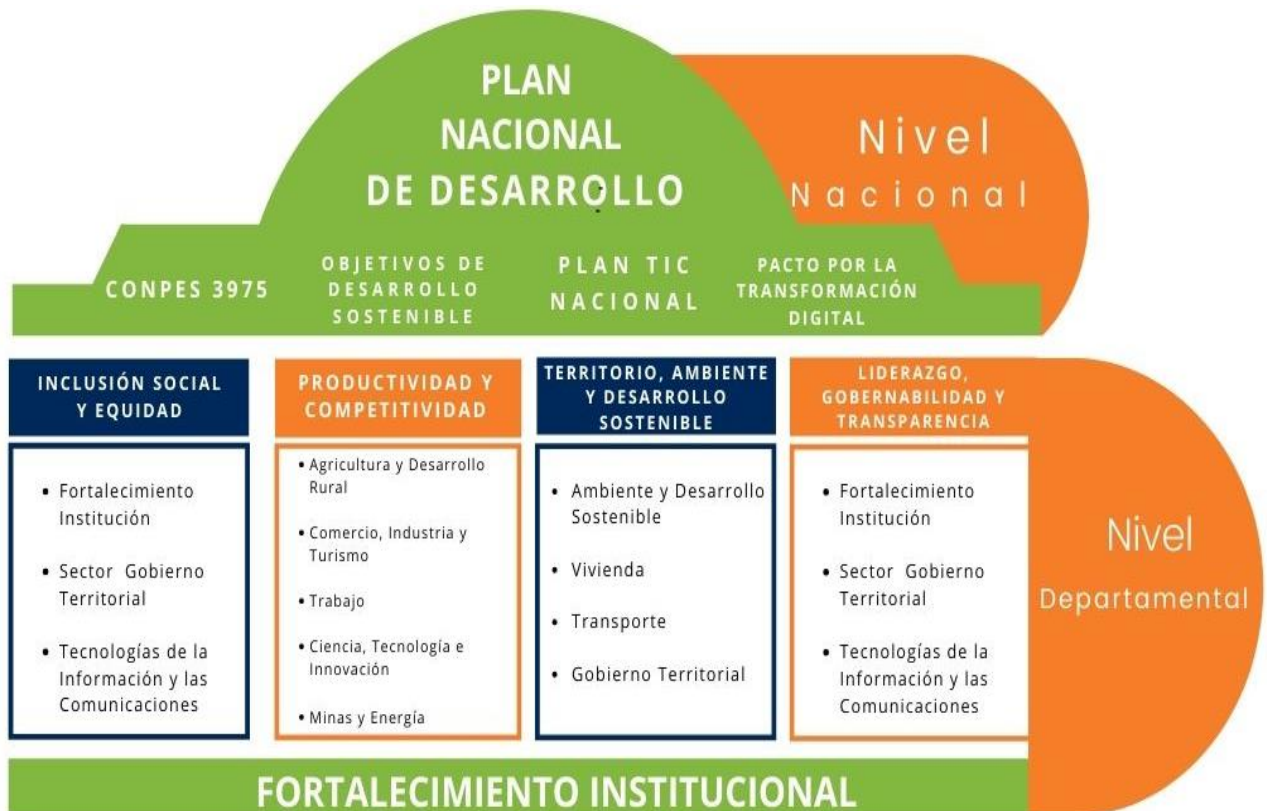 PLAN
NACIONAL
DE DESARROLLO
Nivel
Nacional
CONPES 3975
OBJETIVOS DE
DESARROLLO
SOSTENIBLE
PLAN TIC
NACIONAL
PACTO POR LA
TRANSFORMACIÓN
DIGITAL
INCLUSIÓN SOCIAL
Y EQUIDAD
• Fortalecimiento
Institución
• Sector Gobierno
Territorial
• Tecnologías de la
Información y las
Comunicaciones
PRODUCTIVIDAD Y
COMPETITIVIDAD
• Agricultura y Desarrollo
Rural
• Comercio, Industria y
Turismo
• Trabajo
• Ciencia, Tecnología e
Innovación
• Minas y Energía
TERRITORIO, AMBIENTE
Y DESARROLLO
SOSTENIBLE
• Ambiente y Desarrollo
Sostenible
• Vivienda
• Transporte
• Gobierno Territorial
LIDERAZGO,
GOBERNABILIDAD Y
TRANSPARENCIA
• Fortalecimiento
Institución
• Sector Gobierno
Territorial
• Tecnologías de la
Información y las
Comunicaciones
Nivel
Departamental
FORTALECIMIENTO INSTITUCIONAL